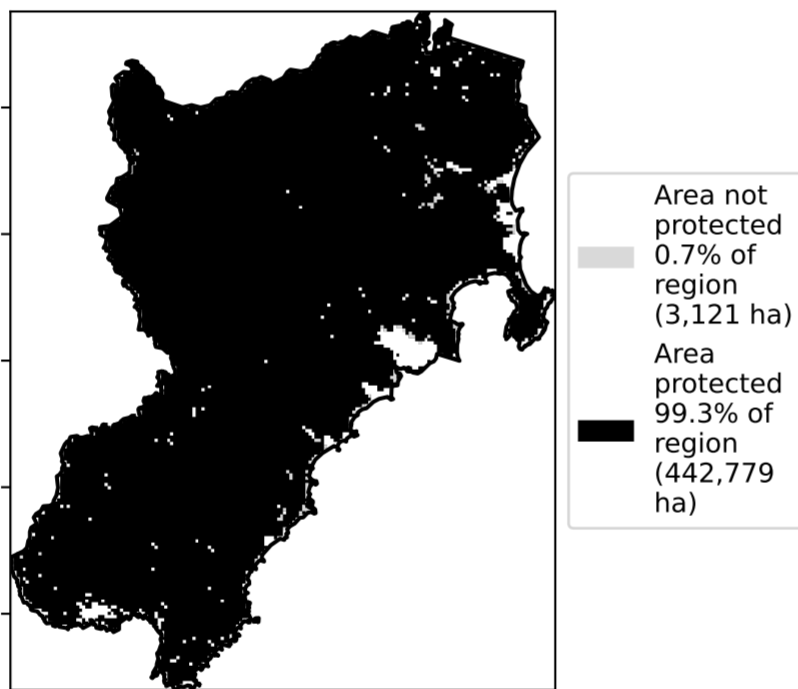 Area not
protected
0.7% of
region
(3,121 ha)
Area
protected
99.3% of
region
(442,779
ha)